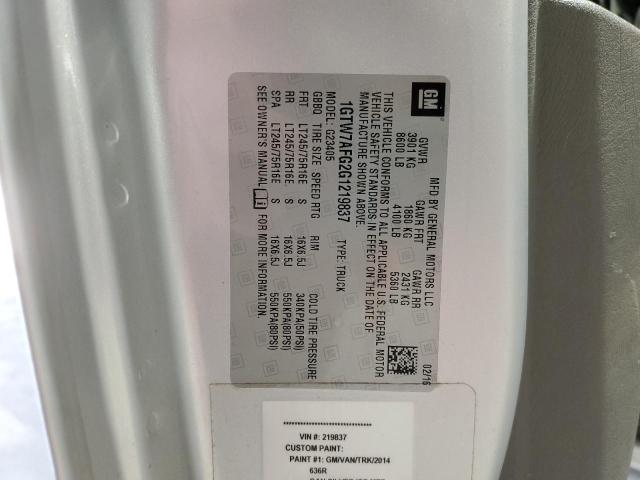 GM
MFD BY GENERAL MOTORS LLC 02/16
GVWR GAWR FRT GAWR RR
3901 KG 1860 KG 2431 KG
8600 LB 4100 LB 5360 LB
THIS VEHICLE CONFORMS TO ALL APPLICABLE U.S. FEDERAL MOTOR
VEHICLE SAFETY STANDARDS IN EFFECT ON THE DATE OF
MANUFACTURE SHOWN ABOVE.
1GTW7AFG2G1219837
TYPE: TRUCK
MODEL: G23405
GBBQ TIRE SIZE SPEED RTG RIM COLD TIRE PRESSURE
FRT LT245/75R16E S 16X6.5J 340KPA(50PSI)
RR LT245/75R16E S 16X6.5J 550KPA(80PSI)
SPA LT245/75R16E S 16X6.5J 550KPA(80PSI)
SEE OWNER'S MANUAL FOR MORE INFORMATION.
VIN #: 219837
CUSTOM PAINT:
PAINT #1: GM/VAN/TRK/2014
636R